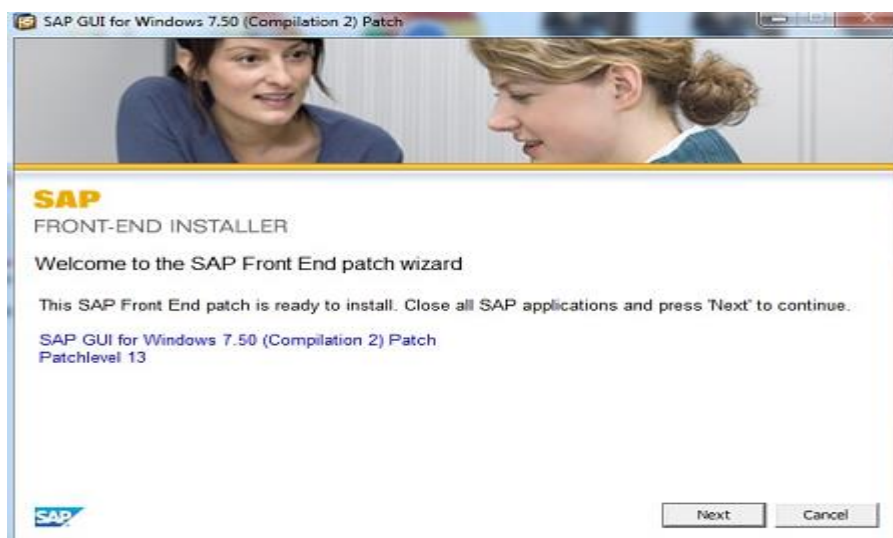 SAP GUI for Windows 7.50 (Compilation 2) Patch
SAP
FRONT-END INSTALLER
Welcome to the SAP Front End patch wizard
This SAP Front End patch is ready to install. Close all SAP applications and press 'Next' to continue.
SAP GUI for Windows 7.50 (Compilation 2) Patch
Patchlevel 13
SAP
Next
Cancel